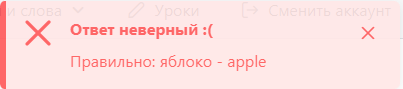 и слова Уроки Сменить аккаунт
Ответ неверный :(
Правильно: яблоко - apple